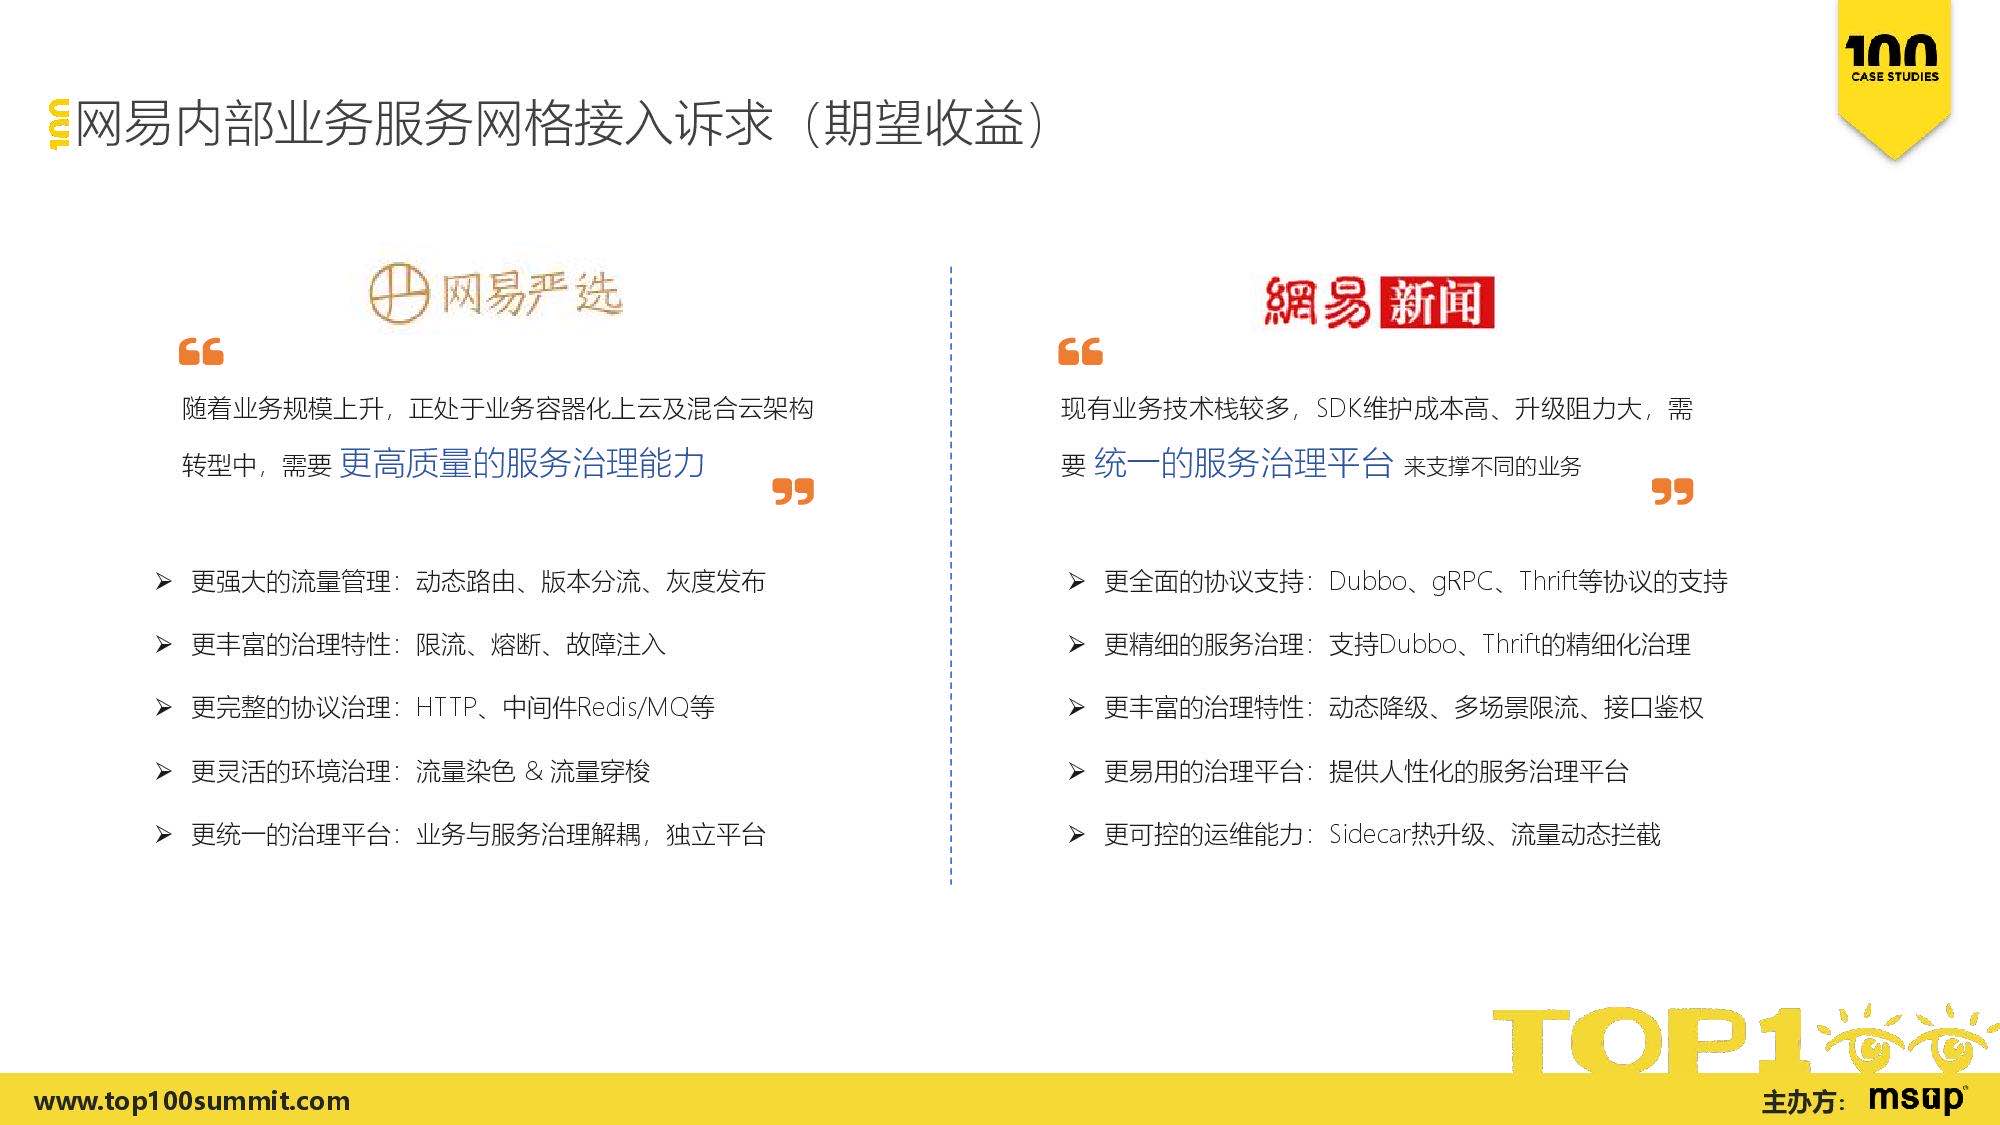 100
CASE STUDIES
网易内部业务服务网格接入诉求（期望收益）
网易严选
随着业务规模上升，正处于业务容器化上云及混合云架构
转型中，需要 更高质量的服务治理能力
更强大的流量管理：动态路由、版本分流、灰度发布
更丰富的治理特性：限流、熔断、故障注入
更完整的协议治理：HTTP、中间件Redis/MQ等
更灵活的环境治理：流量染色 & 流量穿梭
更统一的治理平台：业务与服务治理解耦，独立平台
網易新闻
现有业务技术栈较多，SDK维护成本高、升级阻力大，需
要 统一的服务治理平台 来支撑不同的业务
更全面的协议支持：Dubbo、gRPC、Thrift等协议的支持
更精细的服务治理：支持Dubbo、Thrift的精细化治理
更丰富的治理特性：动态降级、多场景限流、接口鉴权
更易用的治理平台：提供人性化的服务治理平台
更可控的运维能力：Sidecar热升级、流量动态拦截
TOP100
www.top100summit.com
主办方：msup